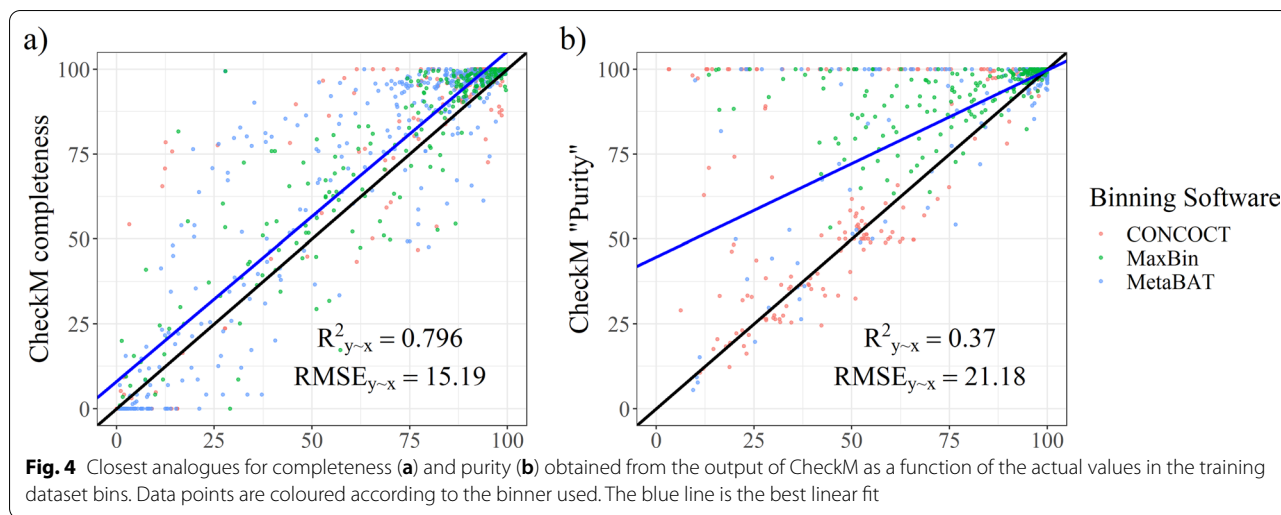 a)
b)
CheckM completeness
100
75
50
25
0
0
25
50
75
100
R²y~x = 0.796
RMSEy~x = 15.19
CheckM "Purity"
100
75
50
25
0
0
25
50
75
100
R²y~x = 0.37
RMSEy~x = 21.18
Binning Software
CONCOCT
MaxBin
MetaBAT
Fig. 4 Closest analogues for completeness (a) and purity (b) obtained from the output of CheckM as a function of the actual values in the training
dataset bins. Data points are coloured according to the binner used. The blue line is the best linear fit